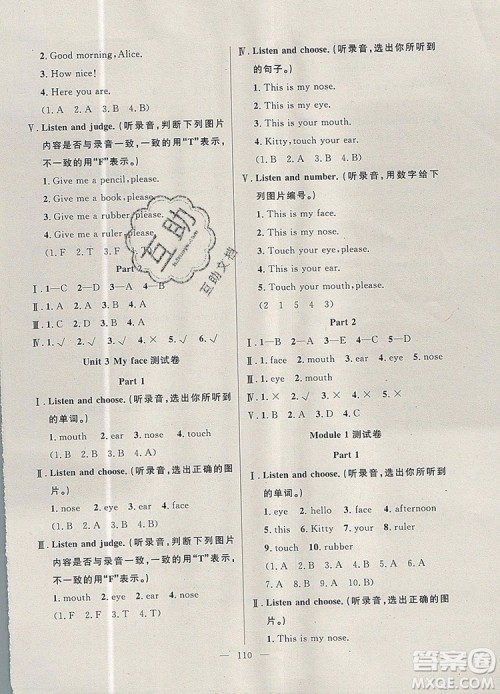 2. Good morning, Alice.
3. How nice!
4. Here you are.
(1. A 2. A 3. A 4. B)
Ⅴ. Listen and judge. (听录音,判断下列图片
内容是否与录音一致,一致的用“T”表示,
不一致的用“F”表示。)
1. Give me a pencil, please.
2. Give me a book, please.
3. Give me a rubber, please.
4. Give me a ruler, please.
(1. F 2. T 3. F 4. T)
Part 2
Ⅰ. 1—C 2—A 3—D 4—B
Ⅱ. 1. T 2. F 3. F 4. T
Ⅲ. 1. B 2. C 3. A 4. B
Ⅳ. 1. √ 2. √ 3. × 4. √ 5. × 6. √
Unit 3 My face 测试卷
Part 1
Ⅰ. Listen and choose. (听录音,选出你所听到
的单词。)
1. mouth 2. eye 3. ear 4. nose
(1. B 2. A 3. B 4. B)
Ⅱ. Listen and choose. (听录音,选出正确的图
片。)
1. nose 2. ear 3. mouth 4. face
(1. A 2. B 3. B 4. A)
Ⅲ. Listen and judge. (听录音,判断下列图片
内容是否与录音一致,一致的用“T”表示,
不一致的用“F”表示。)
1. mouth 2. eye 3. ear 4. nose
(1. F 2. F 3. T 4. T)
Ⅳ. Listen and choose. (听录音,选出你所听到
的句子。)
1. This is my nose.
2. This is my eye.
3. This is your mouth.
4. Kitty, touch your ear.
(1. B 2. A 3. A 4. B)
Ⅴ. Listen and number. (听录音,用数字给下
列图片编号。)
1. This is my face.
2. This is my mouth.
3. Touch your eye.
4. Touch your ear.
5. This is my nose.
(2 1 5 4 3)
Part 2
Ⅰ. 1—C 2—B 3—A 4—E 5—D
Ⅱ. 1. face 2. mouth 3. ear 4. nose
5. eye
Ⅲ. 1. A 2. B 3. B 4. A
Ⅳ. 1. × 2. √ 3. × 4. ×
Ⅴ. 1. C 2. B 3. D 4. A
Module 1 测试卷
Part 1
Ⅰ. Listen and choose. (听录音,选出你所听到
的单词。)
1. eye 2. hello 3. face 4. afternoon
5. this 6. Kitty 7. your 8. ruler
9. touch 10. rubber
(1. B 2. A 3. A 4. B 5. B 6. A
7. B 8. A 9. A 10. B)
Ⅱ. Listen and choose. (听录音,选出正确的图
片。)
1. This is my nose.
110
互助
互助文档
答案圈
MXQE.COM